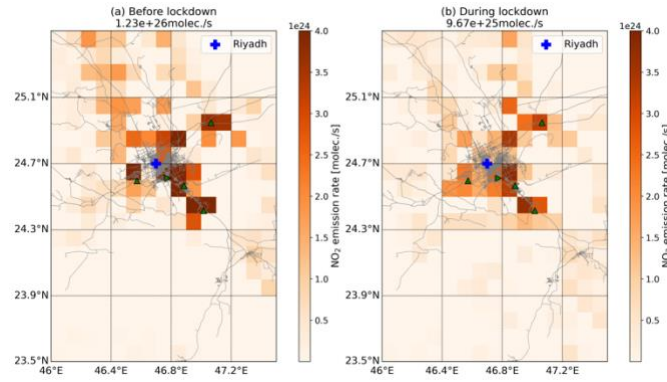 (a) Before lockdown
1.23e+26molec./s
1e24
Riyadh
4.0
3.5
3.0
2.5
2.0
1.5
1.0
0.5
NO₂ emission rate [molec./s]
25.1°N
24.7°N
24.3°N
23.9°N
23.5°N
46°E
46.4°E
46.8°E
47.2°E
(b) During lockdown
9.67e+25molec./s
1e24
Riyadh
4.0
3.5
3.0
2.5
2.0
1.5
1.0
0.5
NO₂ emission rate [molec./s]
25.1°N
24.7°N
24.3°N
23.9°N
23.5°N
46°E
46.4°E
46.8°E
47.2°E